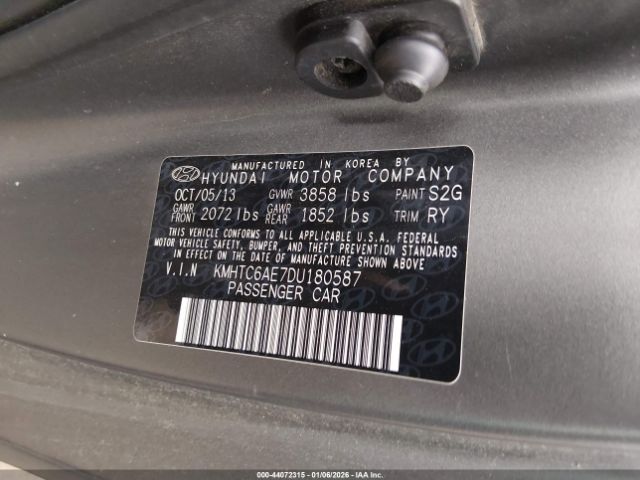 MANUFACTURED IN KOREA BY
HYUNDAI MOTOR COMPANY
OCT/05/13 GVWR 3858 lbs PAINT S2G
GAWR FRONT 2072 lbs GAWR REAR 1852 lbs TRIM RY
THIS VEHICLE CONFORMS TO ALL APPLICABLE U.S.A. FEDERAL
MOTOR VEHICLE SAFETY, BUMPER, AND THEFT PREVENTION STANDARDS
IN EFFECT ON THE DATE OF MANUFACTURE SHOWN ABOVE
V.I.N KMHTC6AE7DU180587
PASSENGER CAR
000-44072315 | 01/06/2026 | Copyright © IAA, LLC